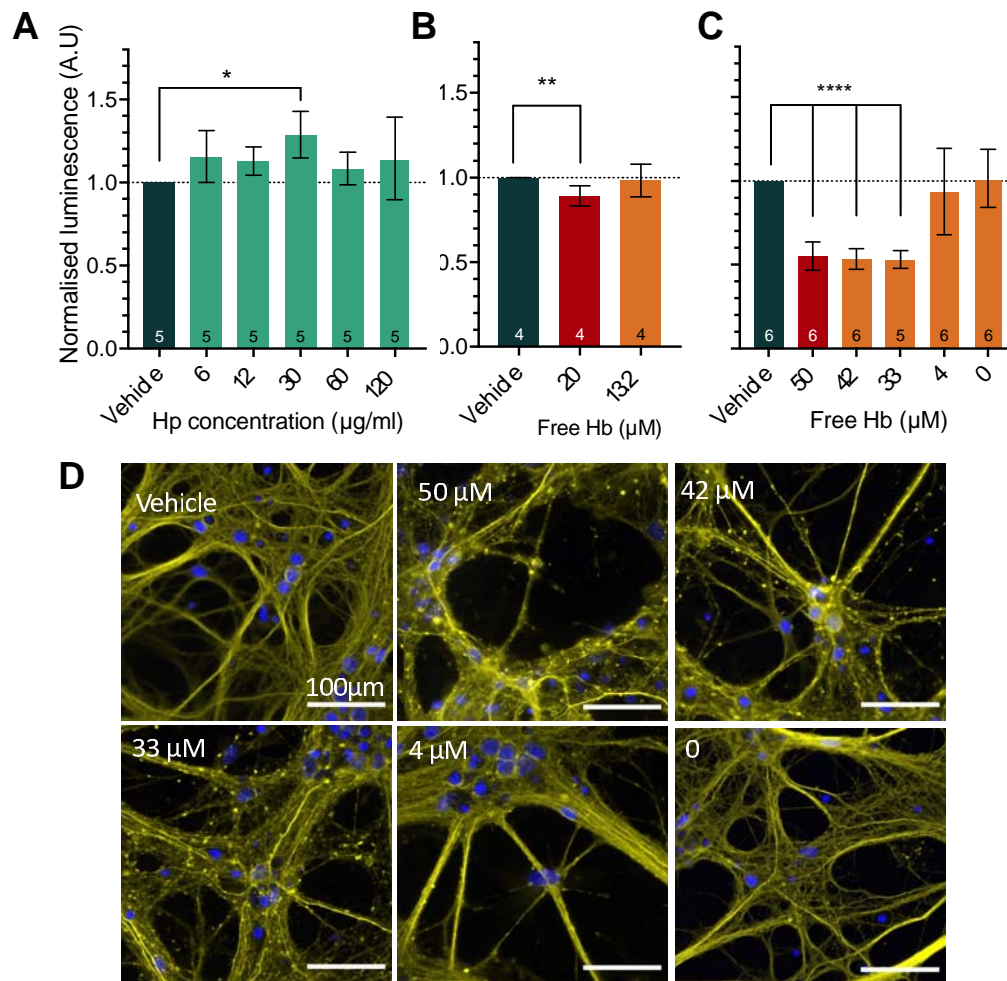 A
B
C
Normalised luminescence (A.U)
1.5
1.0
0.5
0.0
*
5
5
5
5
5
5
Vehicle
6
12
30
60
120
Hp concentration (µg/ml)
**
1.0
0.5
0.0
4
4
4
Vehicle
20
13.2
Free Hb (µM)
****
6
6
6
5
6
6
Vehicle
50
42
33
4
0
Free Hb (µM)
D
Vehicle
100µm
50 µM
42 µM
33 µM
4 µM
0